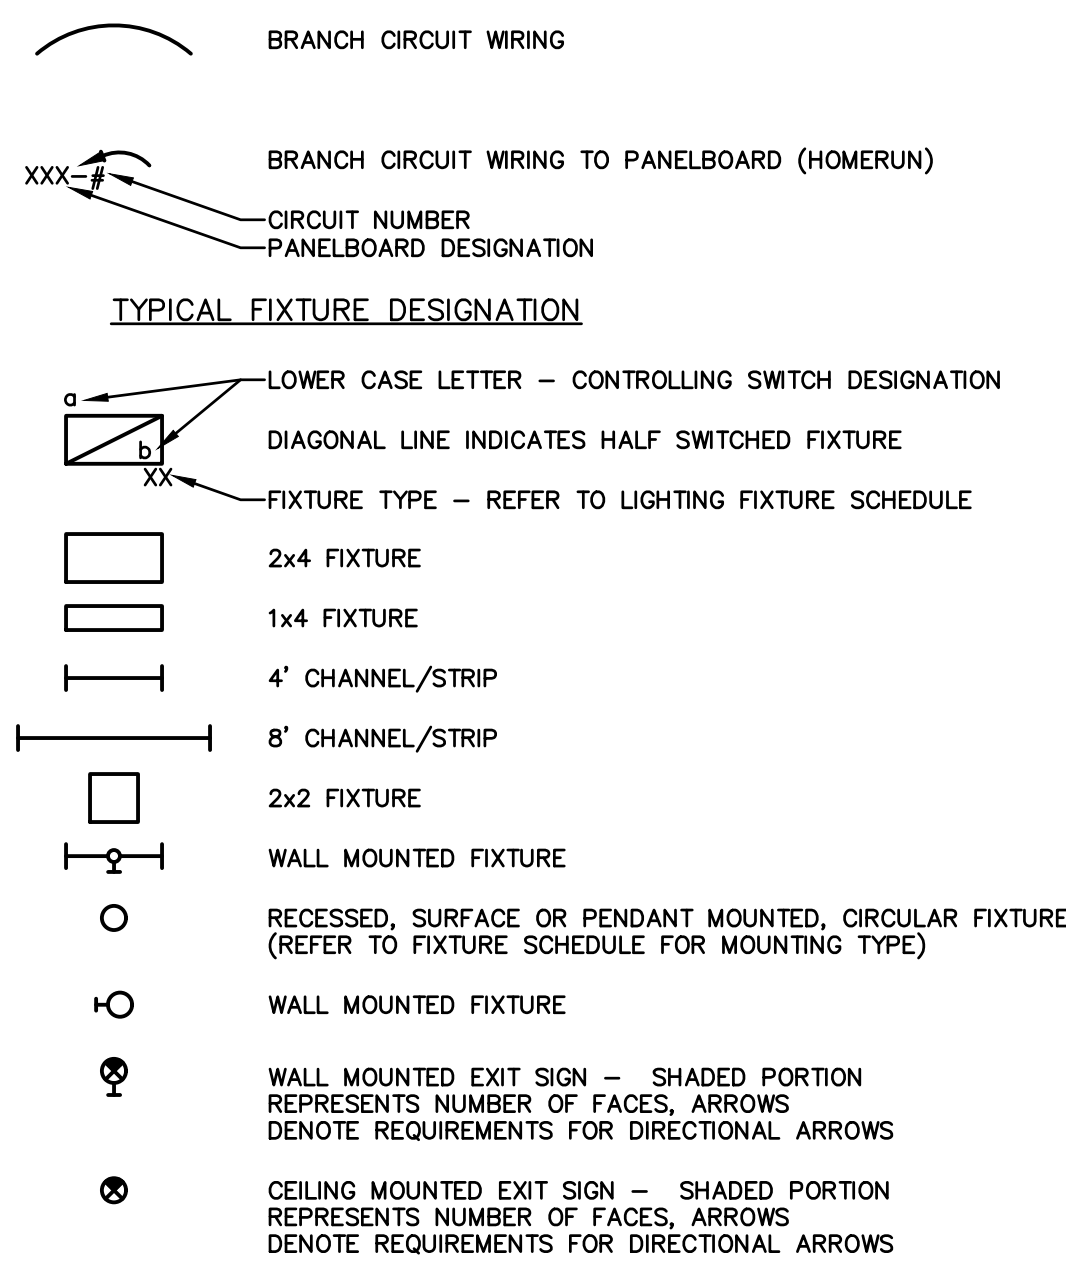 BRANCH CIRCUIT WIRING
BRANCH CIRCUIT WIRING TO PANELBOARD (HOMERUN)
XXX-#
CIRCUIT NUMBER
PANELBOARD DESIGNATION
TYPICAL FIXTURE DESIGNATION
LOWER CASE LETTER - CONTROLLING SWITCH DESIGNATION
a
DIAGONAL LINE INDICATES HALF SWITCHED FIXTURE
b
XX
FIXTURE TYPE - REFER TO LIGHTING FIXTURE SCHEDULE
2x4 FIXTURE
1x4 FIXTURE
4' CHANNEL/STRIP
8' CHANNEL/STRIP
2x2 FIXTURE
WALL MOUNTED FIXTURE
RECESSED, SURFACE OR PENDANT MOUNTED, CIRCULAR FIXTURE
(REFER TO FIXTURE SCHEDULE FOR MOUNTING TYPE)
WALL MOUNTED FIXTURE
WALL MOUNTED EXIT SIGN - SHADED PORTION
REPRESENTS NUMBER OF FACES, ARROWS
DENOTE REQUIREMENTS FOR DIRECTIONAL ARROWS
CEILING MOUNTED EXIT SIGN - SHADED PORTION
REPRESENTS NUMBER OF FACES, ARROWS
DENOTE REQUIREMENTS FOR DIRECTIONAL ARROWS